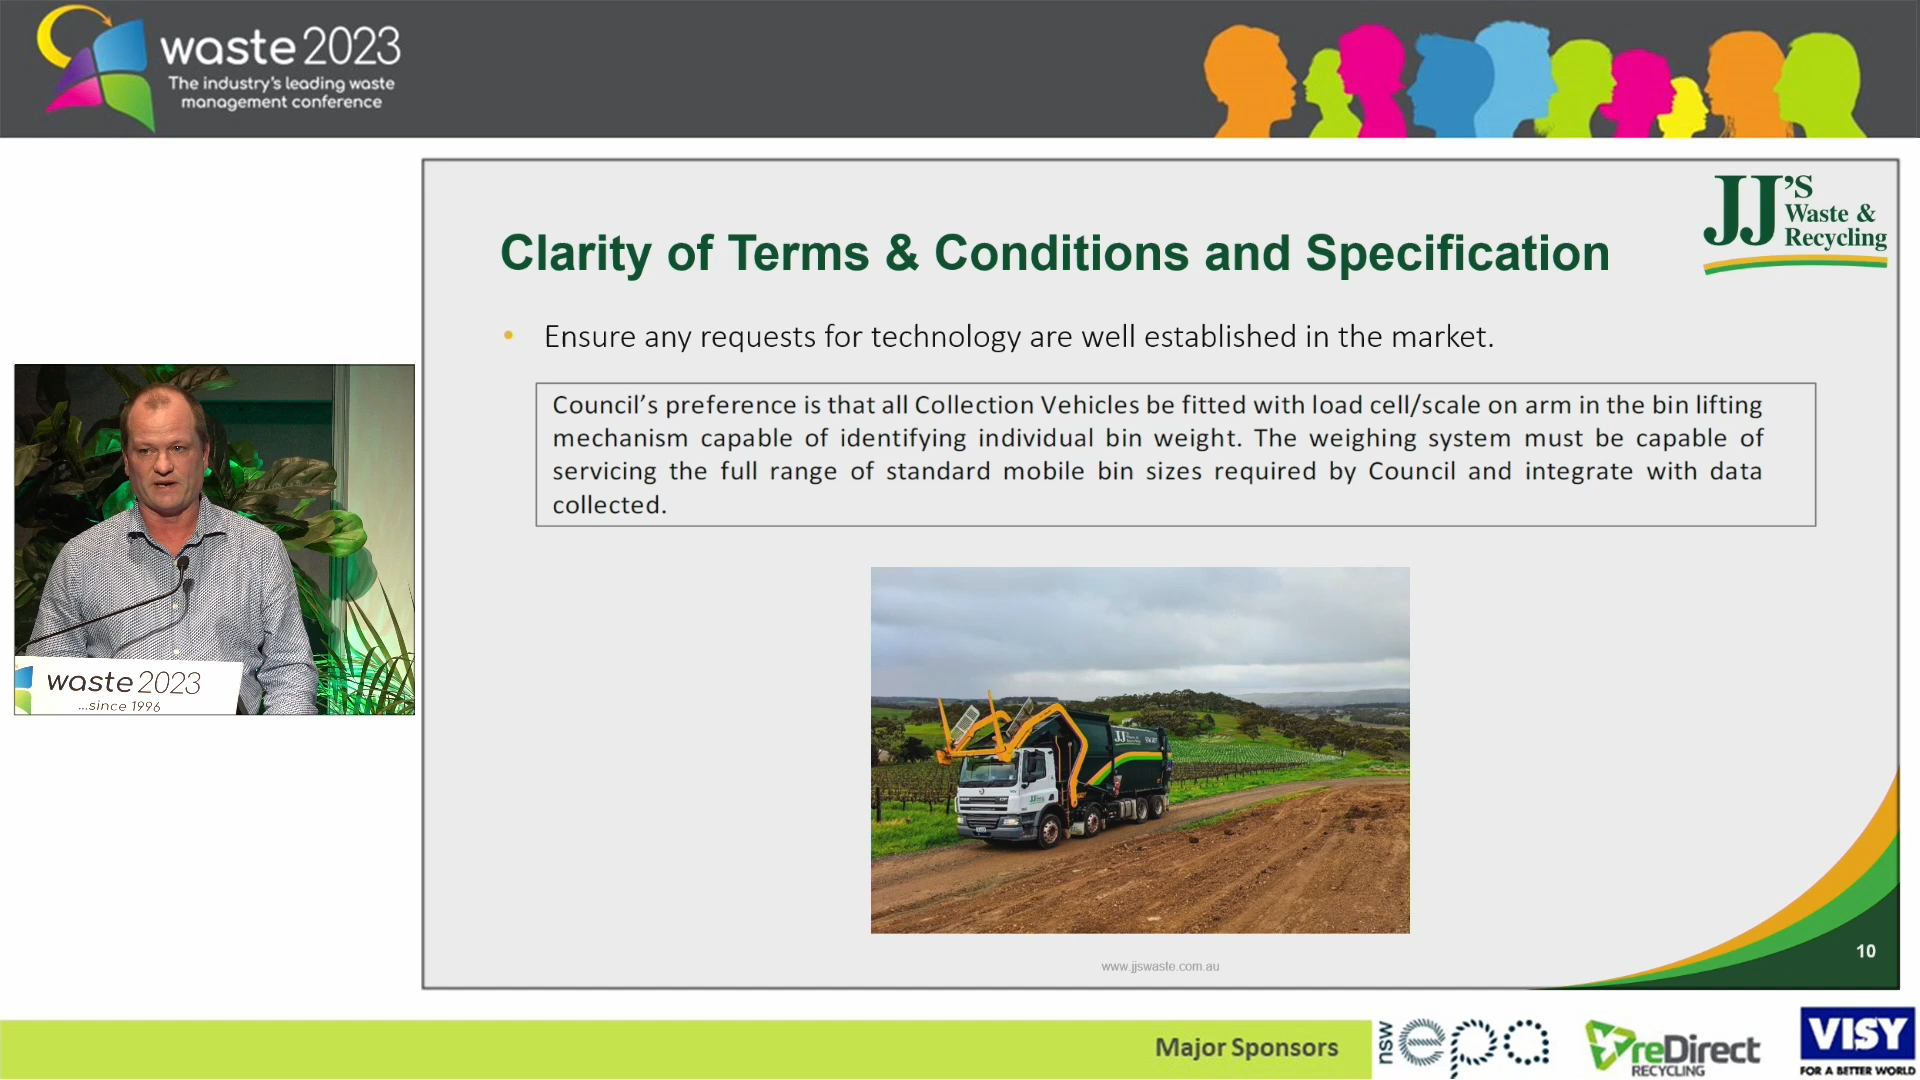 waste 2023
The industry's leading waste
management conference
JJ'S
Waste &
Recycling
Clarity of Terms & Conditions and Specification
• Ensure any requests for technology are well established in the market.
Council's preference is that all Collection Vehicles be fitted with load cell/scale on arm in the bin lifting
mechanism capable of identifying individual bin weight. The weighing system must be capable of
servicing the full range of standard mobile bin sizes required by Council and integrate with data
collected.
waste 2023
...since 1996
JJ'S
www.jjswaste.com.au
10
Major Sponsors
nsw epa
reDirect
RECYCLING
VISY
FOR A BETTER WORLD